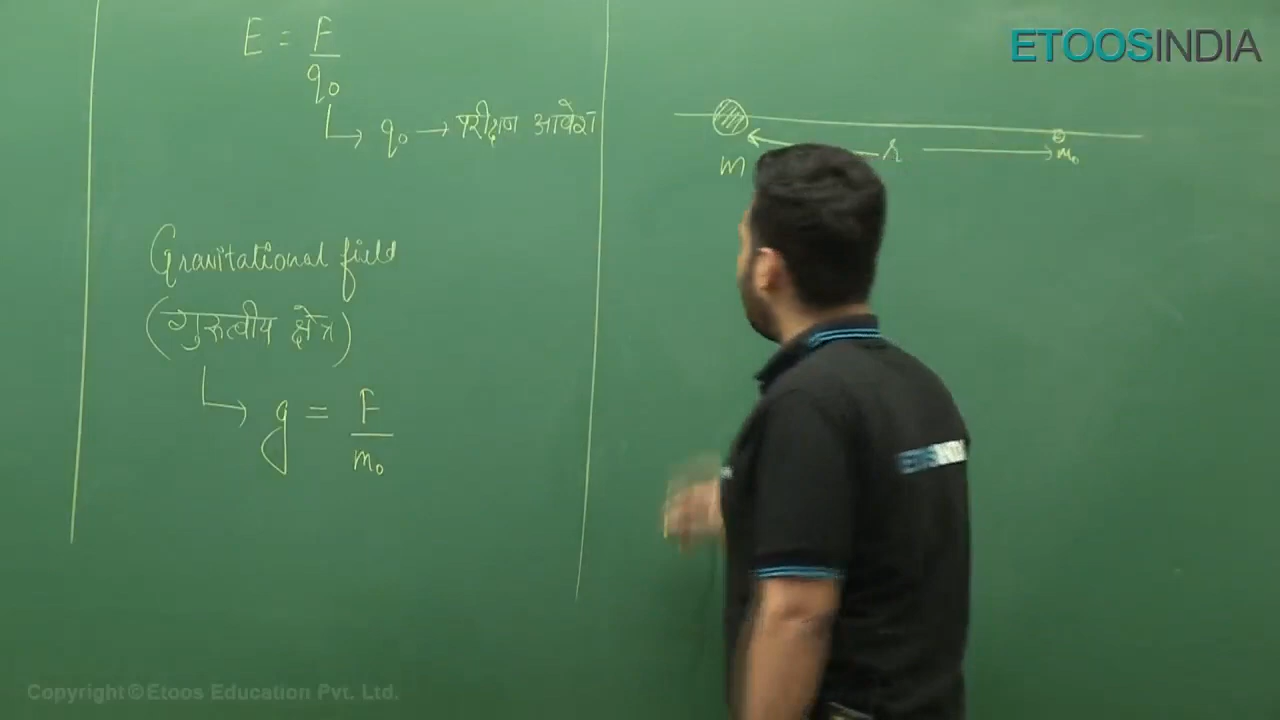 E = F / q₀
q₀ → परीक्षण आवेश
Gravitational field
(गुरुत्वीय क्षेत्र)
g = F / m₀
ETOOSINDIA
r
m
m₀
Copyright © Etoos Education Pvt. Ltd.